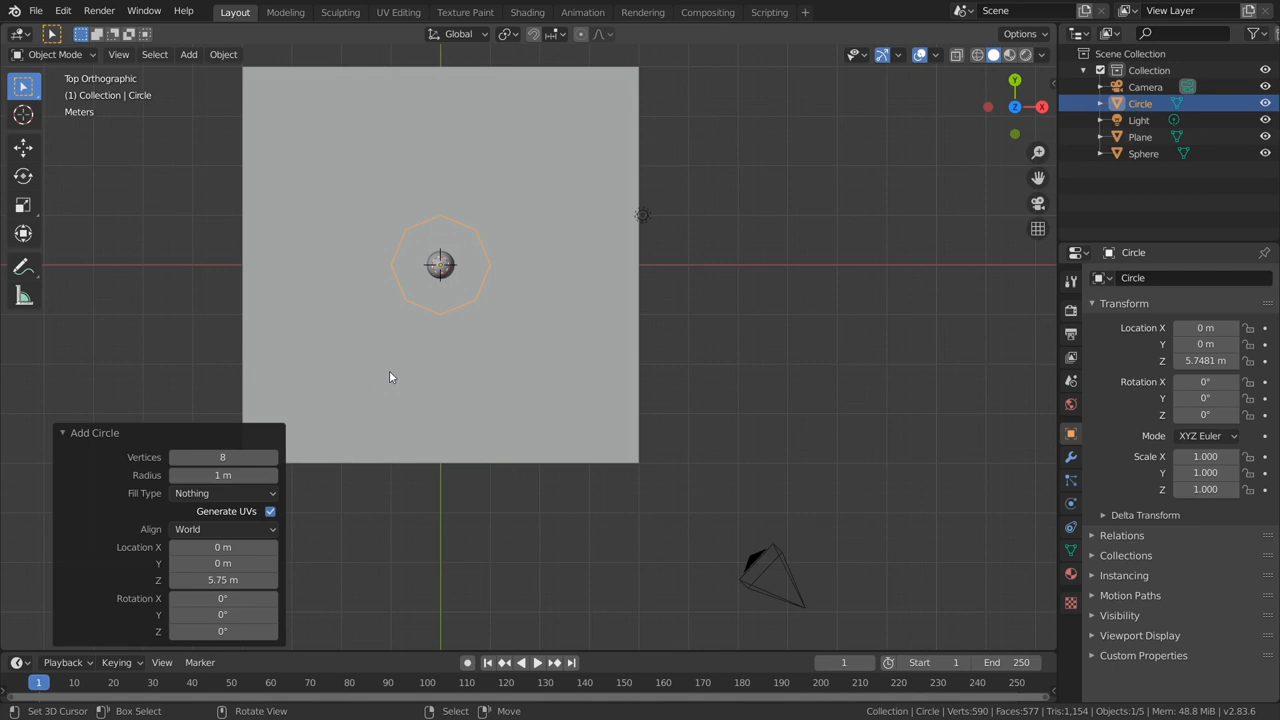 File Edit Render Window Help Layout Modeling Sculpting UV Editing Texture Paint Shading Animation Rendering Compositing Scripting + Scene View Layer
Global Options
Object Mode View Select Add Object
Top Orthographic
(1) Collection | Circle
Meters
Y
Z
X
Scene Collection
Collection
Camera
Circle
Light
Plane
Sphere
Circle
Circle
Transform
Location X 0 m
Y 0 m
Z 5.7481 m
Rotation X 0°
Y 0°
Z 0°
Mode XYZ Euler
Scale X 1.000
Y 1.000
Z 1.000
Delta Transform
Relations
Collections
Instancing
Motion Paths
Visibility
Viewport Display
Custom Properties
Add Circle
Vertices 8
Radius 1 m
Fill Type Nothing
Generate UVs
Align World
Location X 0 m
Y 0 m
Z 5.75 m
Rotation X 0°
Y 0°
Z 0°
Playback Keying View Marker 1 Start 1 End 250
1 10 20 30 40 50 60 70 80 90 100 110 120 130 140 150 160 170 180 190 200 210 220 230 240 250
Set 3D Cursor Box Select Rotate View Select Move Collection | Circle | Verts:590 | Faces:577 | Tris:1,154 | Objects:1/5 | Mem: 48.8 MiB | v2.83.6